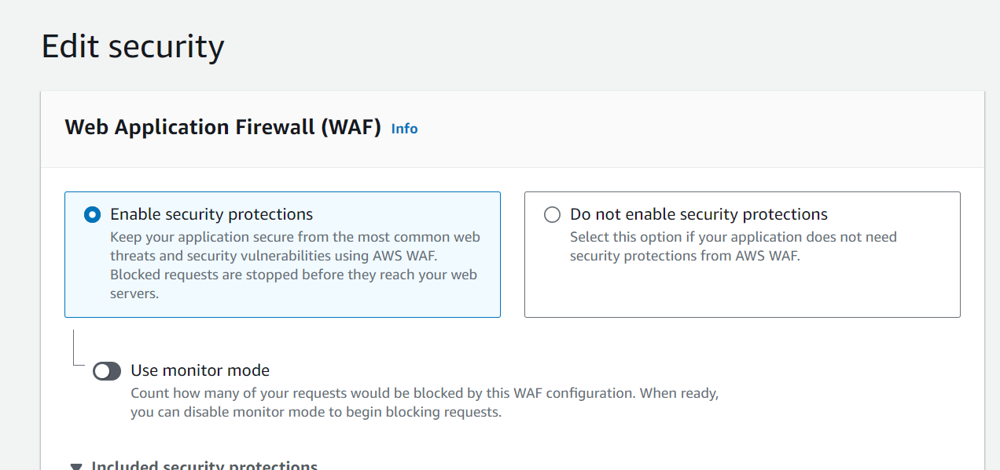 Edit security
Web Application Firewall (WAF) Info
Enable security protections
Keep your application secure from the most common web
threats and security vulnerabilities using AWS WAF.
Blocked requests are stopped before they reach your web
servers.
Do not enable security protections
Select this option if your application does not need
security protections from AWS WAF.
Use monitor mode
Count how many of your requests would be blocked by this WAF configuration. When ready,
you can disable monitor mode to begin blocking requests.
Included security protections